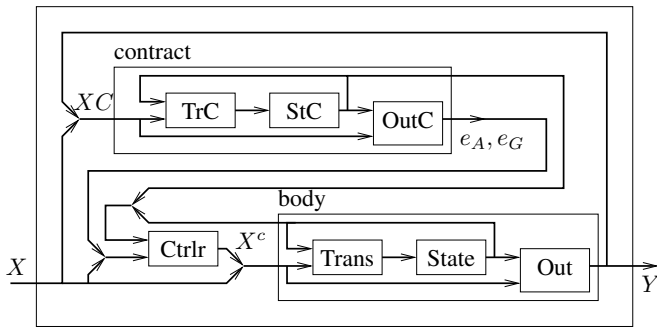 contract
XC
TrC
StC
OutC
e_A, e_G
body
X
Ctrlr
X^c
Trans
State
Out
Y